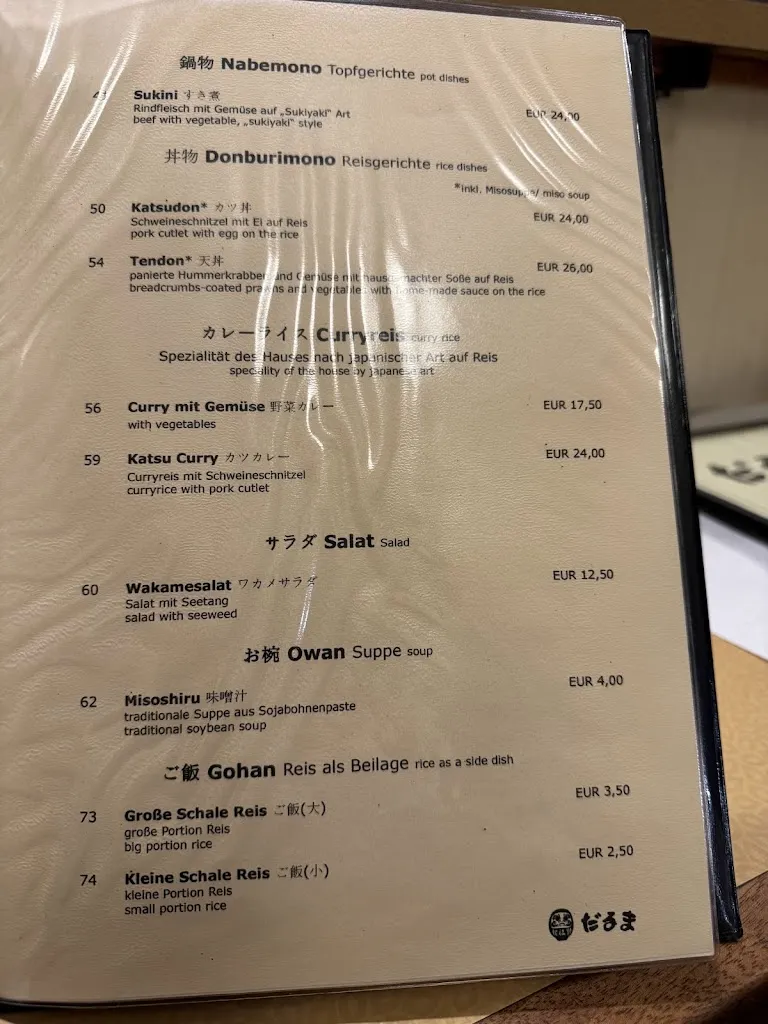 鍋物 Nabemono Topfgerichte pot dishes
Sukini すき煮
Rindfleisch mit Gemüse auf „Sukiyaki“ Art
beef with vegetable, „sukiyaki“ style
EUR 24,00
丼物 Donburimono Reisgerichte rice dishes
*inkl. Misosuppe/ miso soup
50 Katsudon* カツ丼 EUR 24,00
Schweineschnitzel mit Ei auf Reis
pork cutlet with egg on the rice
54 Tendon* 天丼 EUR 26,00
panierte Hummerkrabben und Gemüse mit hausgemachter Soße auf Reis
breadcrumbs-coated prawns and vegetables with home-made sauce on the rice
カレーライス Curryreis curry rice
Spezialität des Hauses nach japanischer Art auf Reis
speciality of the house by japanese art
56 Curry mit Gemüse 野菜カレー EUR 17,50
with vegetables
59 Katsu Curry カツカレー EUR 24,00
Curryreis mit Schweineschnitzel
curryrice with pork cutlet
サラダ Salat Salad
60 Wakamesalat ワカメサラダ EUR 12,50
Salat mit Seetang
salad with seeweed
お椀 Owan Suppe soup
62 Misoshiru 味噌汁 EUR 4,00
traditionale Suppe aus Sojabohnenpaste
traditional soybean soup
ご飯 Gohan Reis als Beilage rice as a side dish
73 Große Schale Reis ご飯(大) EUR 3,50
große Portion Reis
big portion rice
74 Kleine Schale Reis ご飯(小) EUR 2,50
kleine Portion Reis
small portion rice
だるま